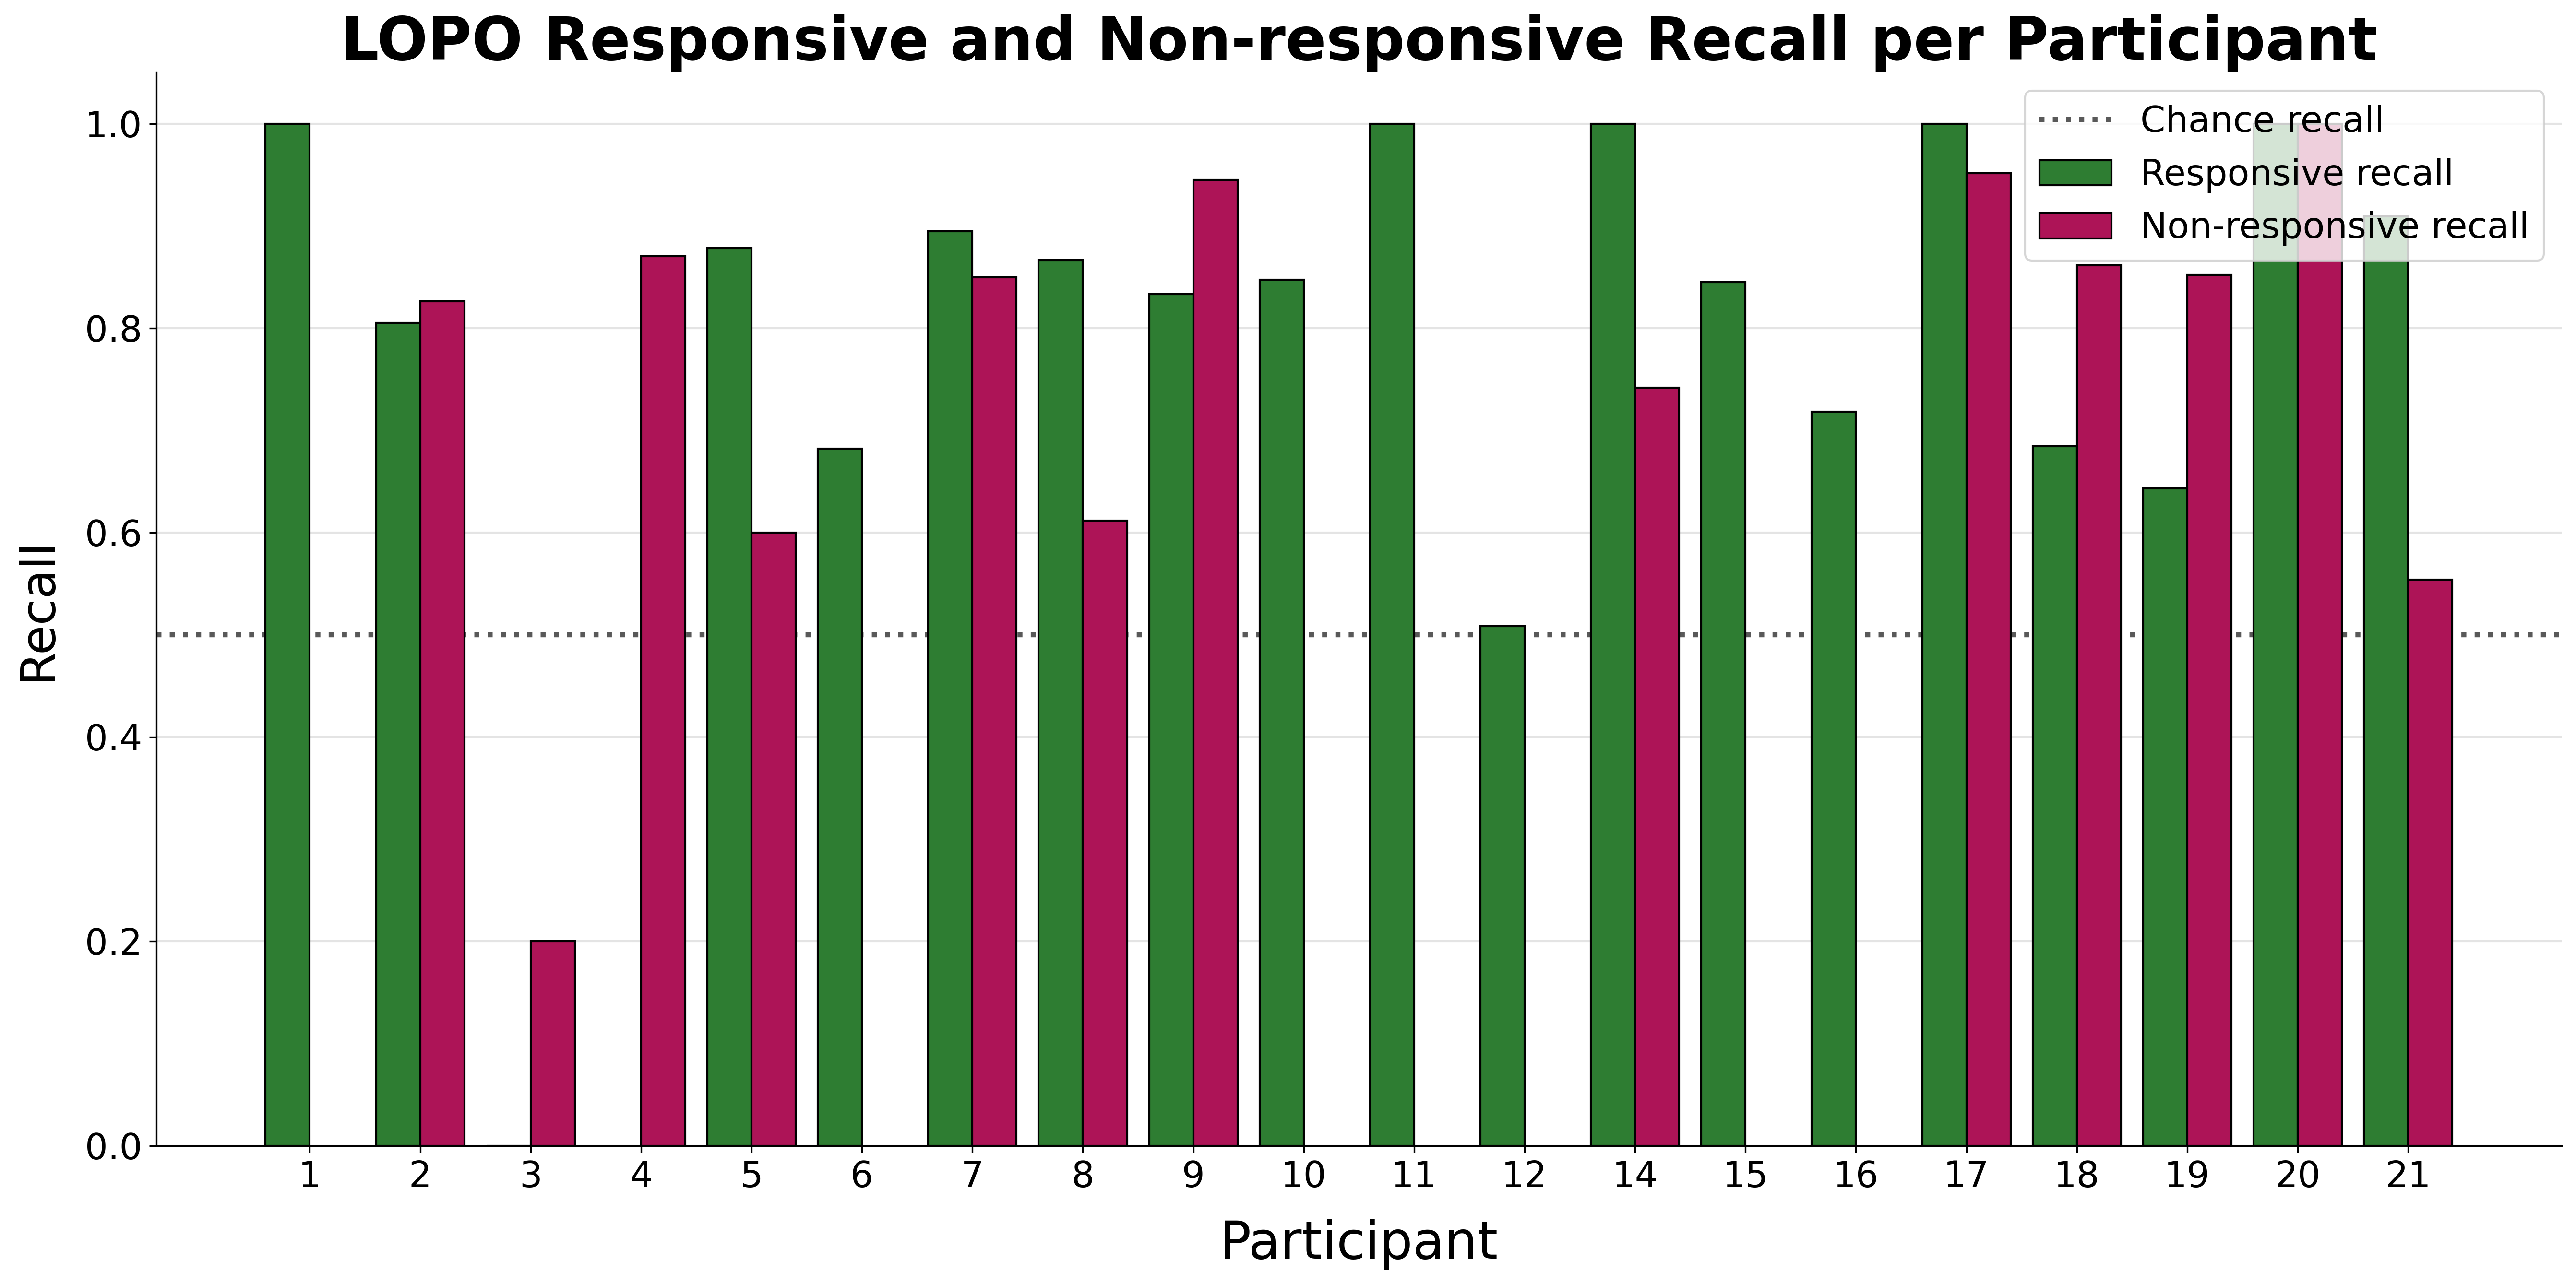 LOPO Responsive and Non-responsive Recall per Participant
Chance recall
Responsive recall
Non-responsive recall
1.0
0.8
0.6
0.4
0.2
0.0
Recall
1 2 3 4 5 6 7 8 9 10 11 12 14 15 16 17 18 19 20 21
Participant